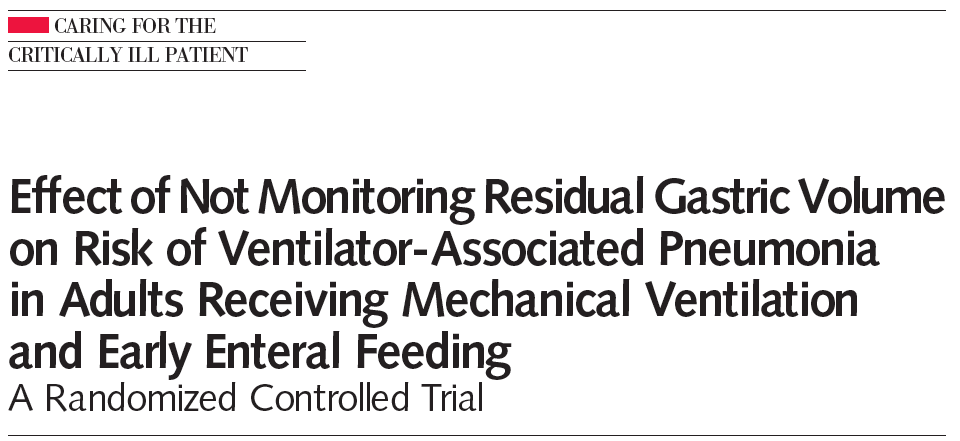 CARING FOR THE
CRITICALLY ILL PATIENT
Effect of Not Monitoring Residual Gastric Volume
on Risk of Ventilator-Associated Pneumonia
in Adults Receiving Mechanical Ventilation
and Early Enteral Feeding
A Randomized Controlled Trial